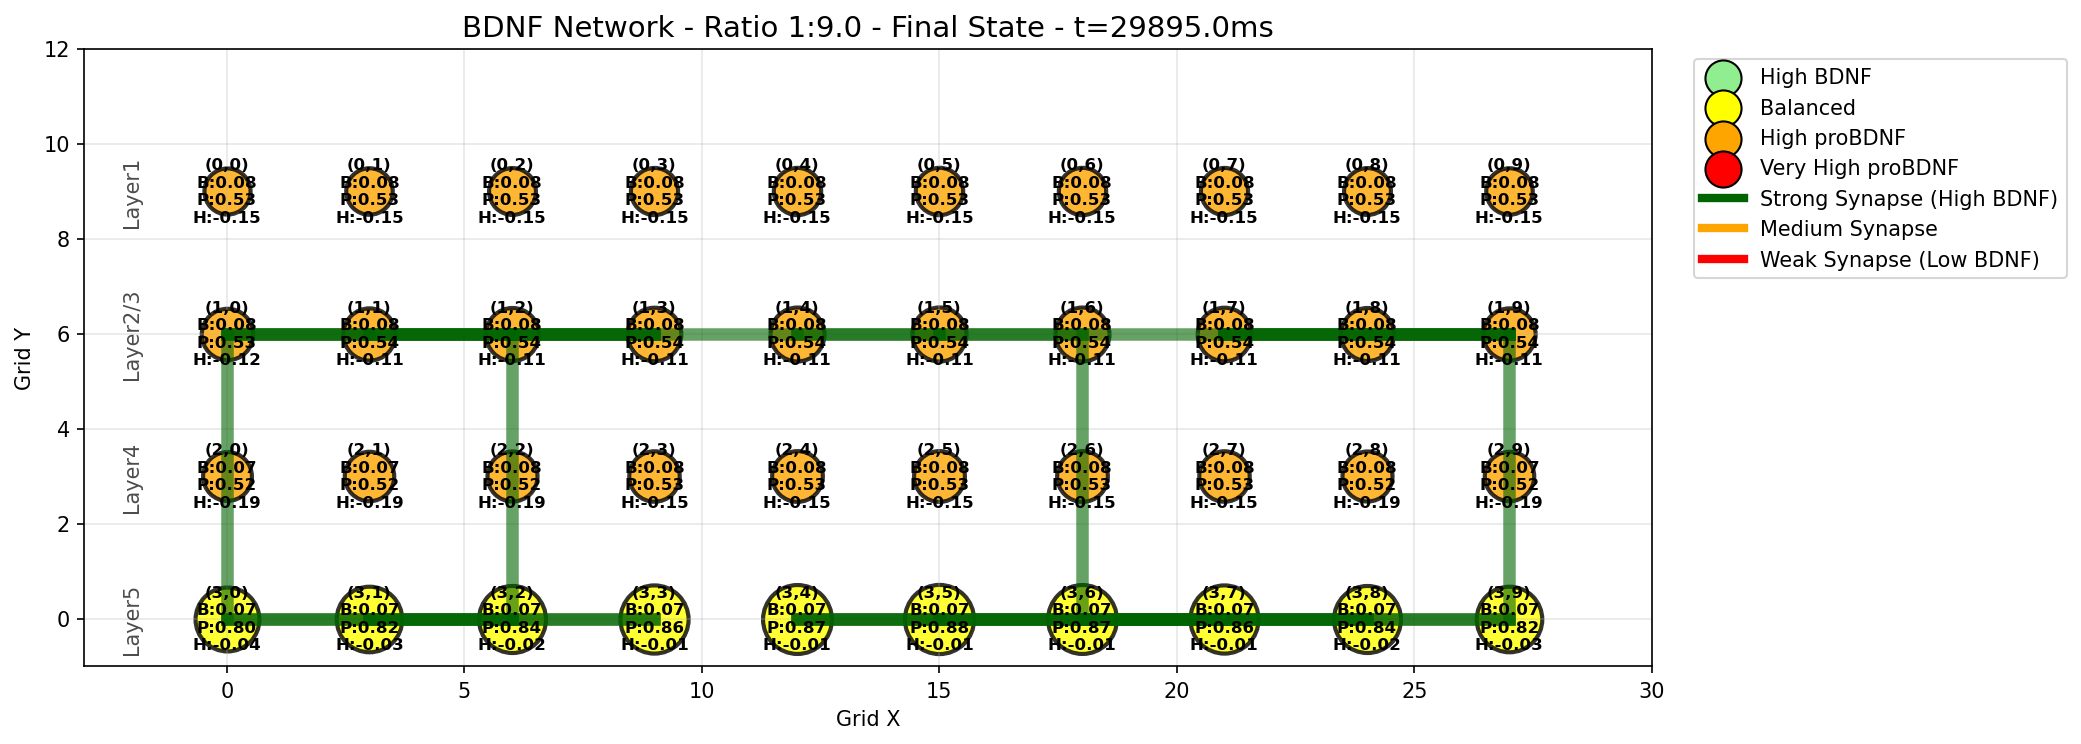 BDNF Network - Ratio 1:9.0 - Final State - t=29895.0ms
High BDNF
Balanced
High proBDNF
Very High proBDNF
Strong Synapse (High BDNF)
Medium Synapse
Weak Synapse (Low BDNF)
Grid Y
12
10
8
6
4
2
0
Layer1
(0,0) (0,1) (0,2) (0,3) (0,4) (0,5) (0,6) (0,7) (0,8) (0,9)
B:0.08 B:0.08 B:0.08 B:0.08 B:0.08 B:0.08 B:0.08 B:0.08 B:0.08 B:0.08
P:0.53 P:0.53 P:0.53 P:0.53 P:0.53 P:0.53 P:0.53 P:0.53 P:0.53 P:0.53
H:-0.15 H:-0.15 H:-0.15 H:-0.15 H:-0.15 H:-0.15 H:-0.15 H:-0.15 H:-0.15 H:-0.15
Layer2/3
(1,0) (1,1) (1,2) (1,3) (1,4) (1,5) (1,6) (1,7) (1,8) (1,9)
B:0.08 B:0.08 B:0.08 B:0.08 B:0.08 B:0.08 B:0.08 B:0.08 B:0.08 B:0.08
P:0.53 P:0.54 P:0.54 P:0.54 P:0.54 P:0.54 P:0.54 P:0.54 P:0.54 P:0.54
H:-0.12 H:-0.11 H:-0.11 H:-0.11 H:-0.11 H:-0.11 H:-0.11 H:-0.11 H:-0.11 H:-0.11
Layer4
(2,0) (2,1) (2,2) (2,3) (2,4) (2,5) (2,6) (2,7) (2,8) (2,9)
B:0.07 B:0.07 B:0.08 B:0.08 B:0.08 B:0.08 B:0.08 B:0.08 B:0.08 B:0.07
P:0.52 P:0.52 P:0.52 P:0.53 P:0.53 P:0.53 P:0.53 P:0.53 P:0.52 P:0.52
H:-0.19 H:-0.19 H:-0.19 H:-0.15 H:-0.15 H:-0.15 H:-0.15 H:-0.15 H:-0.19 H:-0.19
Layer5
(3,0) (3,1) (3,2) (3,3) (3,4) (3,5) (3,6) (3,7) (3,8) (3,9)
B:0.07 B:0.07 B:0.07 B:0.07 B:0.07 B:0.07 B:0.07 B:0.07 B:0.07 B:0.07
P:0.80 P:0.82 P:0.84 P:0.86 P:0.87 P:0.88 P:0.87 P:0.86 P:0.84 P:0.82
H:-0.04 H:-0.03 H:-0.02 H:-0.01 H:-0.01 H:-0.01 H:-0.01 H:-0.01 H:-0.02 H:-0.03
0 5 10 15 20 25 30
Grid X